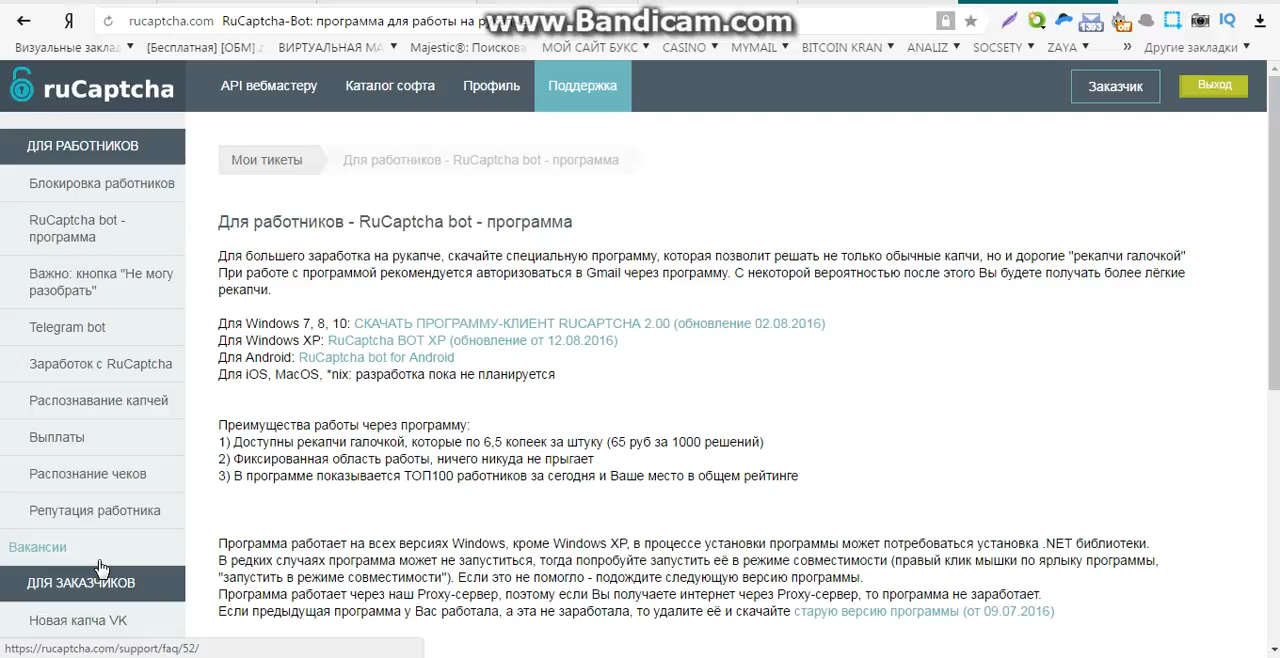 Я rucaptcha.com RuCaptcha-Bot: программа для работы на р
www.Bandicam.com
1393 off IQ
Визуальные заклад [Бесплатная] [ОБМ] ВИРТУАЛЬНАЯ МА Majestic®: Поискова МОЙ САЙТ БУКС CASINO MYMAIL BITCOIN KRAN ANALIZ SOCSETY ZAYA » Другие закладки
ruCaptcha
API вебмастеру Каталог софта Профиль Поддержка Заказчик Выход
ДЛЯ РАБОТНИКОВ
Блокировка работников
RuCaptcha bot -
программа
Важно: кнопка "Не могу
разобрать"
Telegram bot
Заработок с RuCaptcha
Распознавание капчей
Выплаты
Распознание чеков
Репутация работника
Вакансии
ДЛЯ ЗАКАЗЧИКОВ
Новая капча VK
https://rucaptcha.com/support/faq/52/
Мои тикеты Для работников - RuCaptcha bot - программа
Для работников - RuCaptcha bot - программа
Для большего заработка на рукапче, скачайте специальную программу, которая позволит решать не только обычные капчи, но и дорогие "рекапчи галочкой"
При работе с программой рекомендуется авторизоваться в Gmail через программу. С некоторой вероятностью после этого Вы будете получать более лёгкие
рекапчи.
Для Windows 7, 8, 10: СКАЧАТЬ ПРОГРАММУ-КЛИЕНТ RUCAPTCHA 2.00 (обновление 02.08.2016)
Для Windows XP: RuCaptcha BOT XP (обновление от 12.08.2016)
Для Android: RuCaptcha bot for Android
Для iOS, MacOS, *nix: разработка пока не планируется
Преимущества работы через программу:
1) Доступны рекапчи галочкой, которые по 6,5 копеек за штуку (65 руб за 1000 решений)
2) Фиксированная область работы, ничего никуда не прыгает
3) В программе показывается ТОП100 работников за сегодня и Ваше место в общем рейтинге
Программа работает на всех версиях Windows, кроме Windows XP, в процессе установки программы может потребоваться установка .NET библиотеки.
В редких случаях программа может не запуститься, тогда попробуйте запустить её в режиме совместимости (правый клик мышки по ярлыку программы,
"запустить в режиме совместимости"). Если это не помогло - подождите следующую версию программы.
Программа работает через наш Proxy-сервер, поэтому если Вы получаете интернет через Proxy-сервер, то программа не заработает.
Если предыдущая программа у Вас работала, а эта не заработала, то удалите её и скачайте старую версию программы (от 09.07.2016)